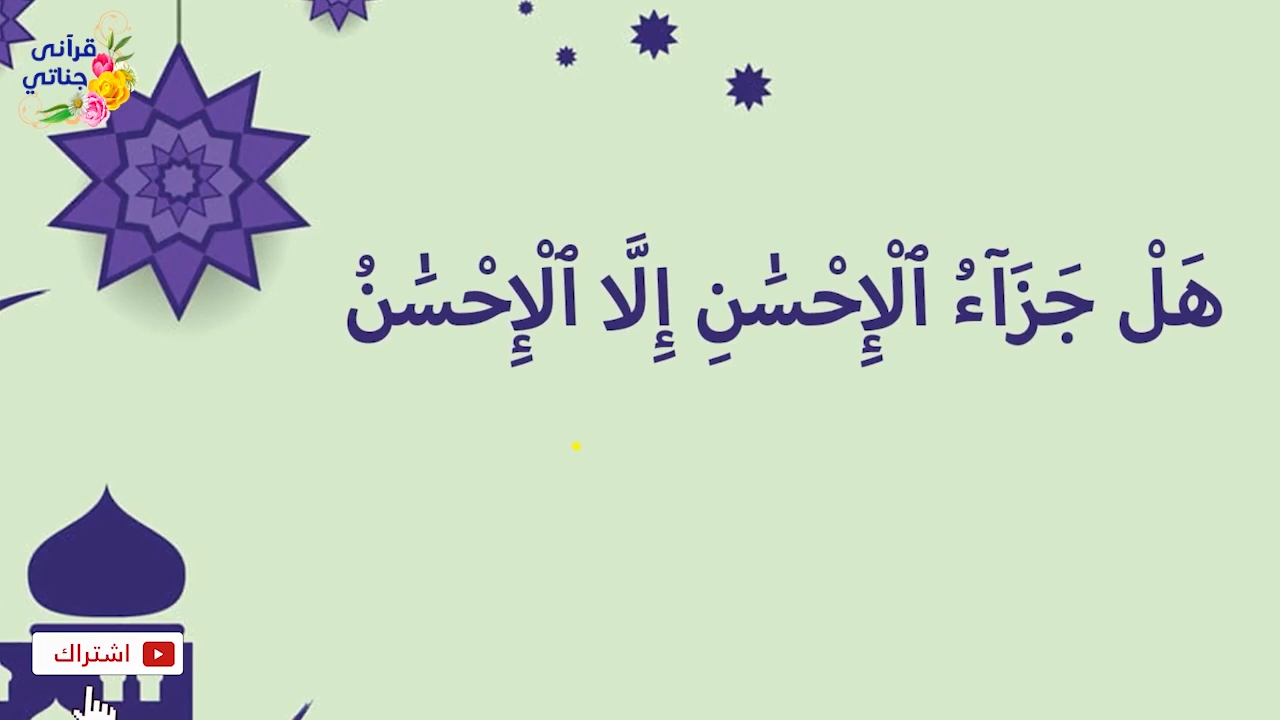 قرآنى
جناتي
هَلْ جَزَآءُ ٱلْإِحْسَٰنِ إِلَّا ٱلْإِحْسَٰنُ
اشتراك